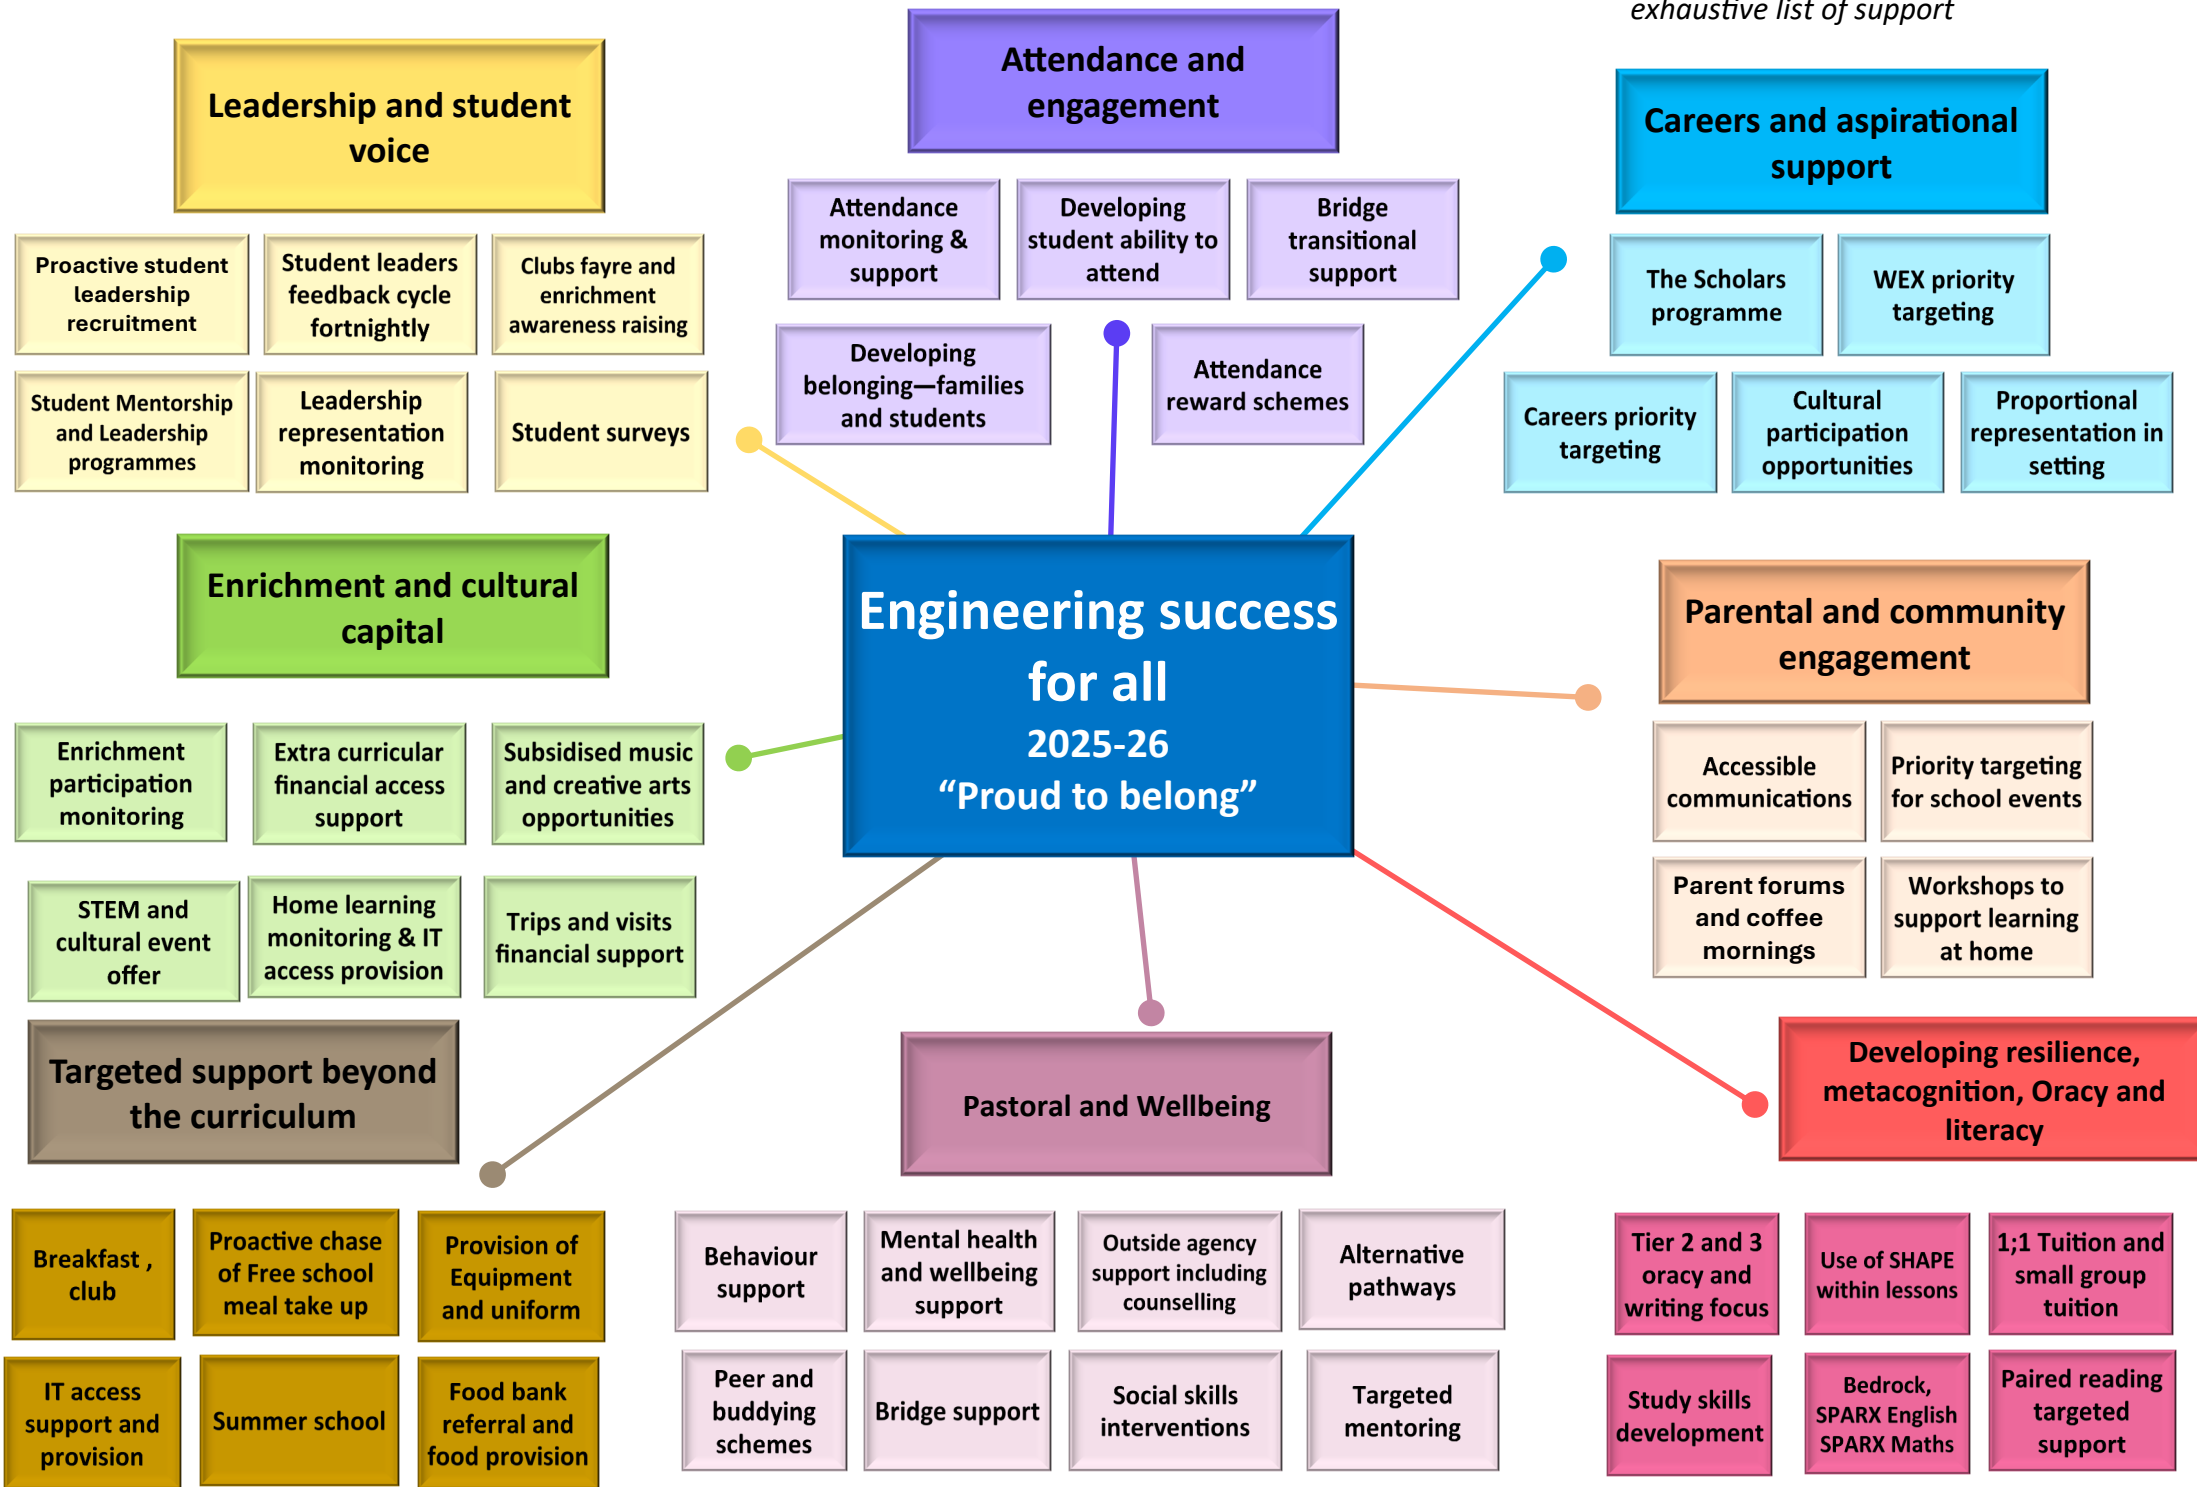 exhaustive list of support
Leadership and student
voice
Proactive student
leadership
recruitment
Student leaders
feedback cycle
fortnightly
Clubs fayre and
enrichment
awareness raising
Student Mentorship
and Leadership
programmes
Leadership
representation
monitoring
Student surveys
Attendance and
engagement
Attendance
monitoring &
support
Developing
student ability to
attend
Bridge
transitional
support
Developing
belonging—families
and students
Attendance
reward schemes
Careers and aspirational
support
The Scholars
programme
WEX priority
targeting
Careers priority
targeting
Cultural
participation
opportunities
Proportional
representation in
setting
Enrichment and cultural
capital
Enrichment
participation
monitoring
Extra curricular
financial access
support
Subsidised music
and creative arts
opportunities
STEM and
cultural event
offer
Home learning
monitoring & IT
access provision
Trips and visits
financial support
Engineering success
for all
2025-26
“Proud to belong”
Parental and community
engagement
Accessible
communications
Priority targeting
for school events
Parent forums
and coffee
mornings
Workshops to
support learning
at home
Targeted support beyond
the curriculum
Breakfast ,
club
Proactive chase
of Free school
meal take up
Provision of
Equipment
and uniform
IT access
support and
provision
Summer school
Food bank
referral and
food provision
Pastoral and Wellbeing
Behaviour
support
Mental health
and wellbeing
support
Outside agency
support including
counselling
Alternative
pathways
Peer and
buddying
schemes
Bridge support
Social skills
interventions
Targeted
mentoring
Developing resilience,
metacognition, Oracy and
literacy
Tier 2 and 3
oracy and
writing focus
Use of SHAPE
within lessons
1;1 Tuition and
small group
tuition
Study skills
development
Bedrock,
SPARX English
SPARX Maths
Paired reading
targeted
support